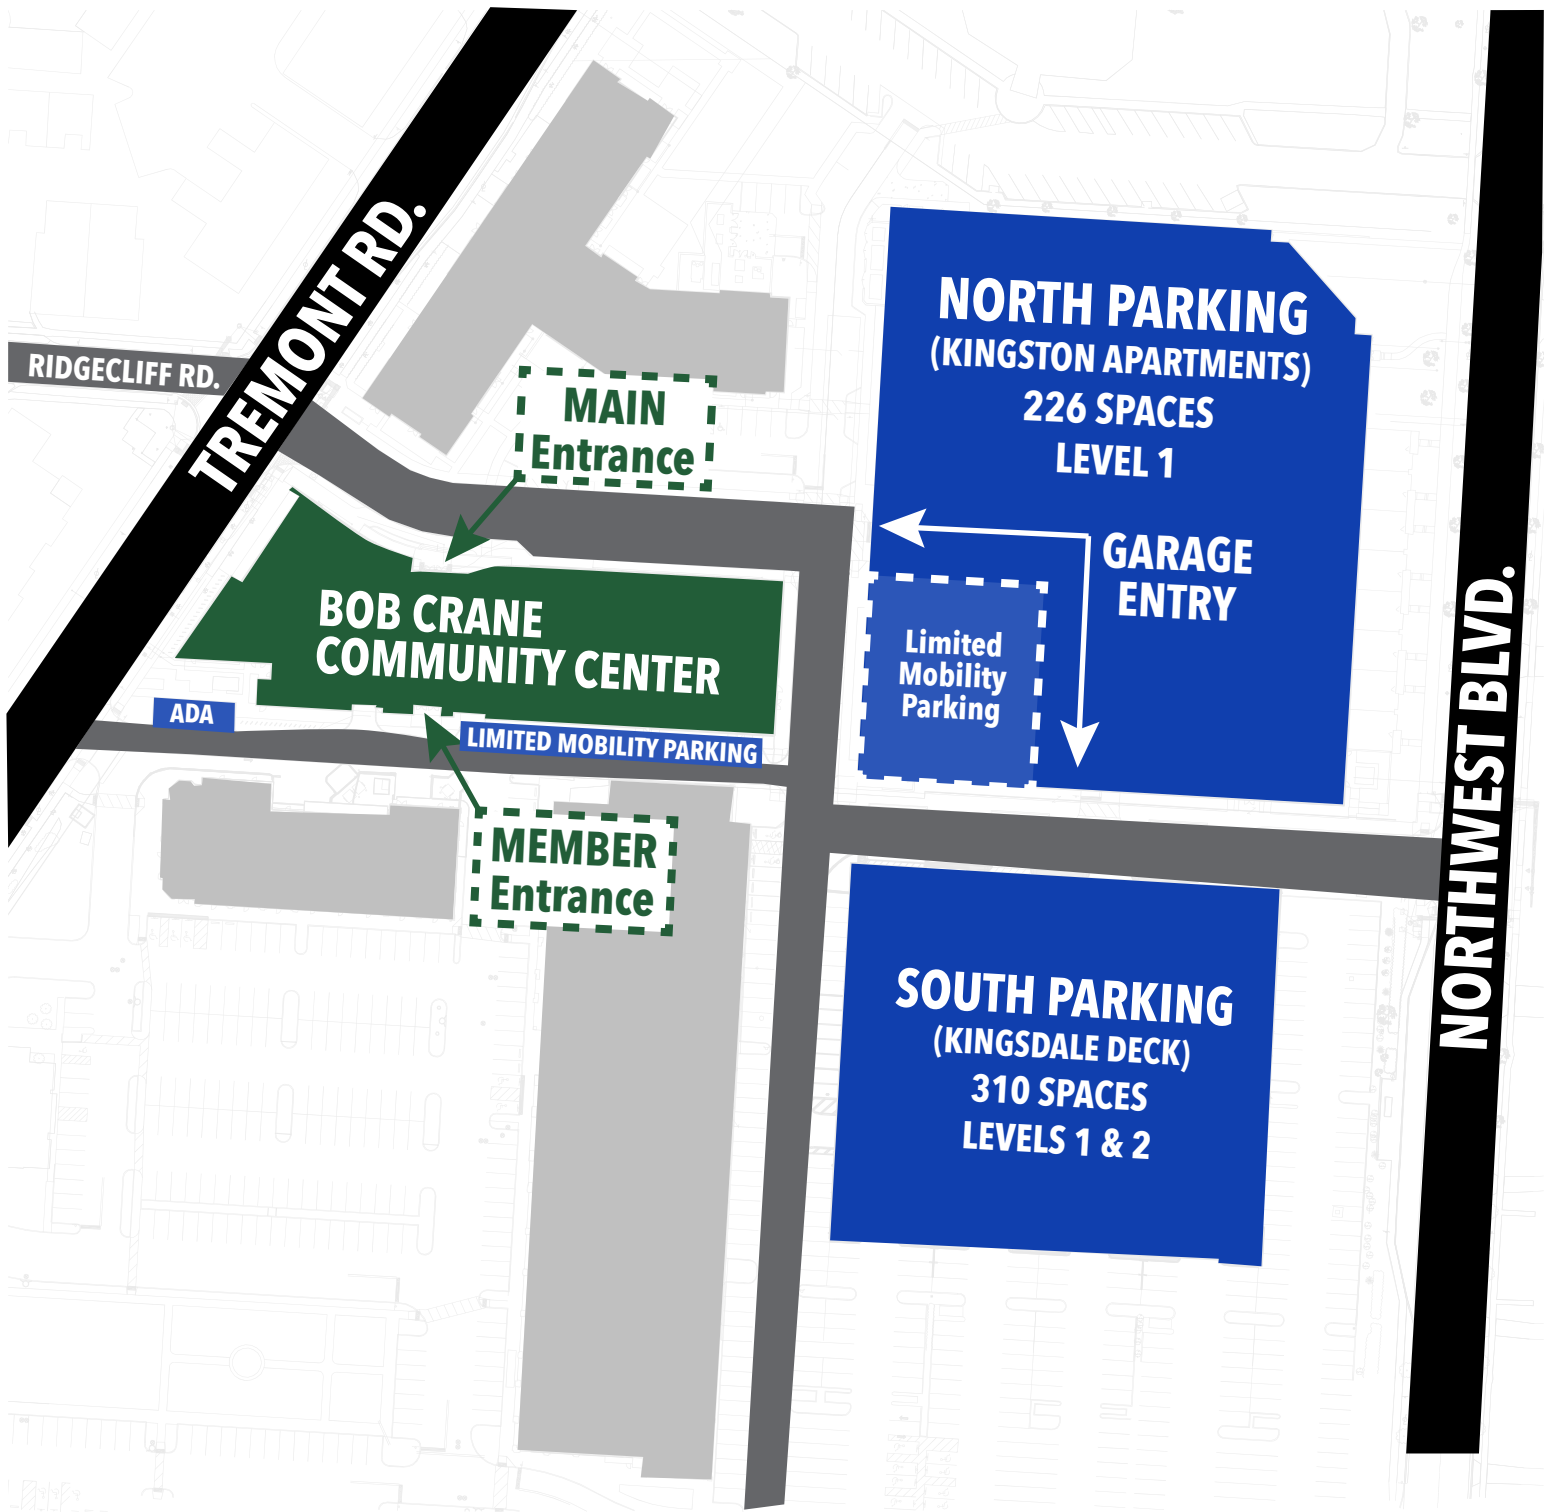 TREMONT RD.
RIDGECLIFF RD.
NORTH PARKING
(KINGSTON APARTMENTS)
226 SPACES
LEVEL 1
MAIN
Entrance
GARAGE
ENTRY
BOB CRANE
COMMUNITY CENTER
Limited
Mobility
Parking
ADA
LIMITED MOBILITY PARKING
MEMBER
Entrance
NORTHWEST BLVD.
SOUTH PARKING
(KINGSDALE DECK)
310 SPACES
LEVELS 1 & 2